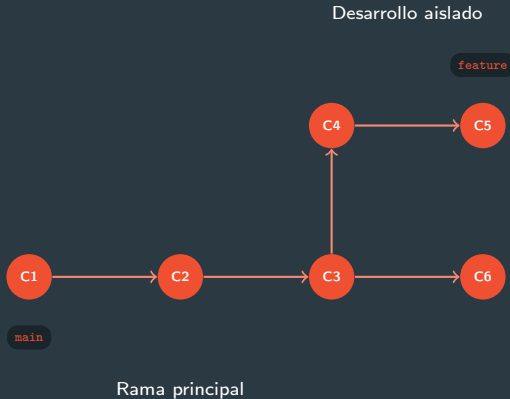 Desarrollo aislado
feature
C4
C5
C1
C2
C3
C6
main
Rama principal